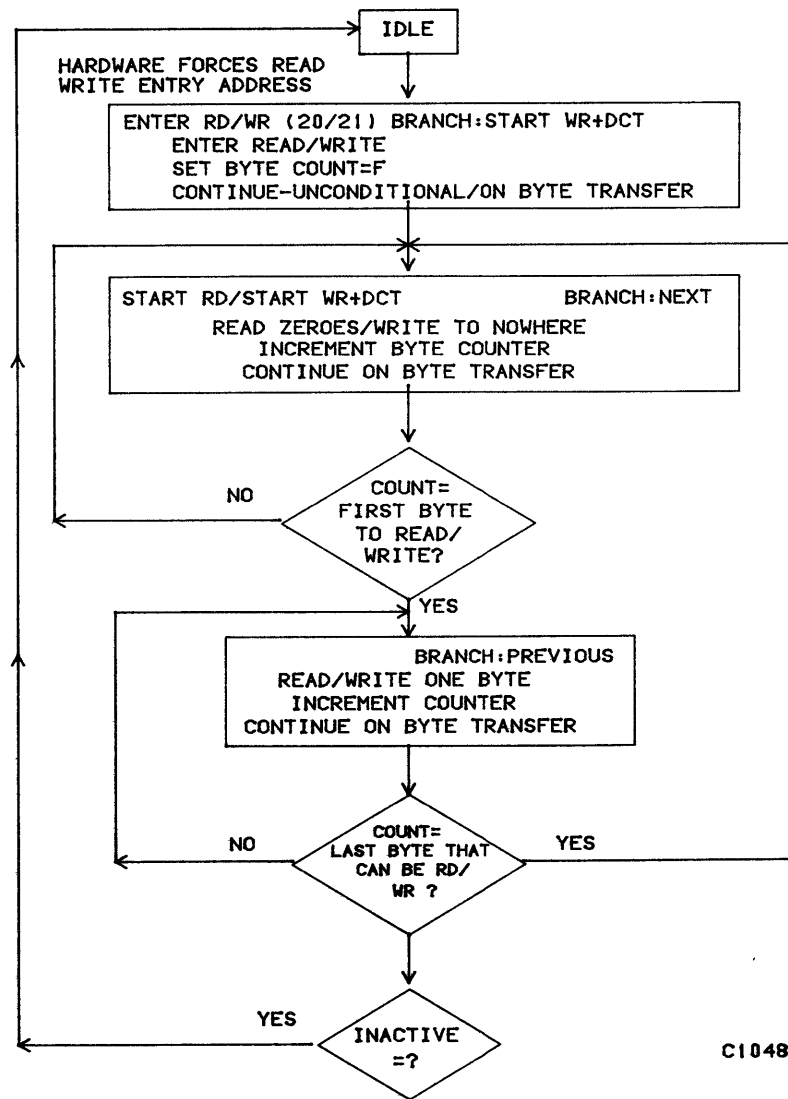 IDLE
HARDWARE FORCES READ
WRITE ENTRY ADDRESS
ENTER RD/WR (20/21) BRANCH:START WR+DCT
ENTER READ/WRITE
SET BYTE COUNT=F
CONTINUE-UNCONDITIONAL/ON BYTE TRANSFER
START RD/START WR+DCT BRANCH:NEXT
READ ZEROES/WRITE TO NOWHERE
INCREMENT BYTE COUNTER
CONTINUE ON BYTE TRANSFER
NO
COUNT=
FIRST BYTE
TO READ/
WRITE?
YES
BRANCH:PREVIOUS
READ/WRITE ONE BYTE
INCREMENT COUNTER
CONTINUE ON BYTE TRANSFER
NO
COUNT=
LAST BYTE THAT
CAN BE RD/
WR ?
YES
YES
INACTIVE
=?
C1048